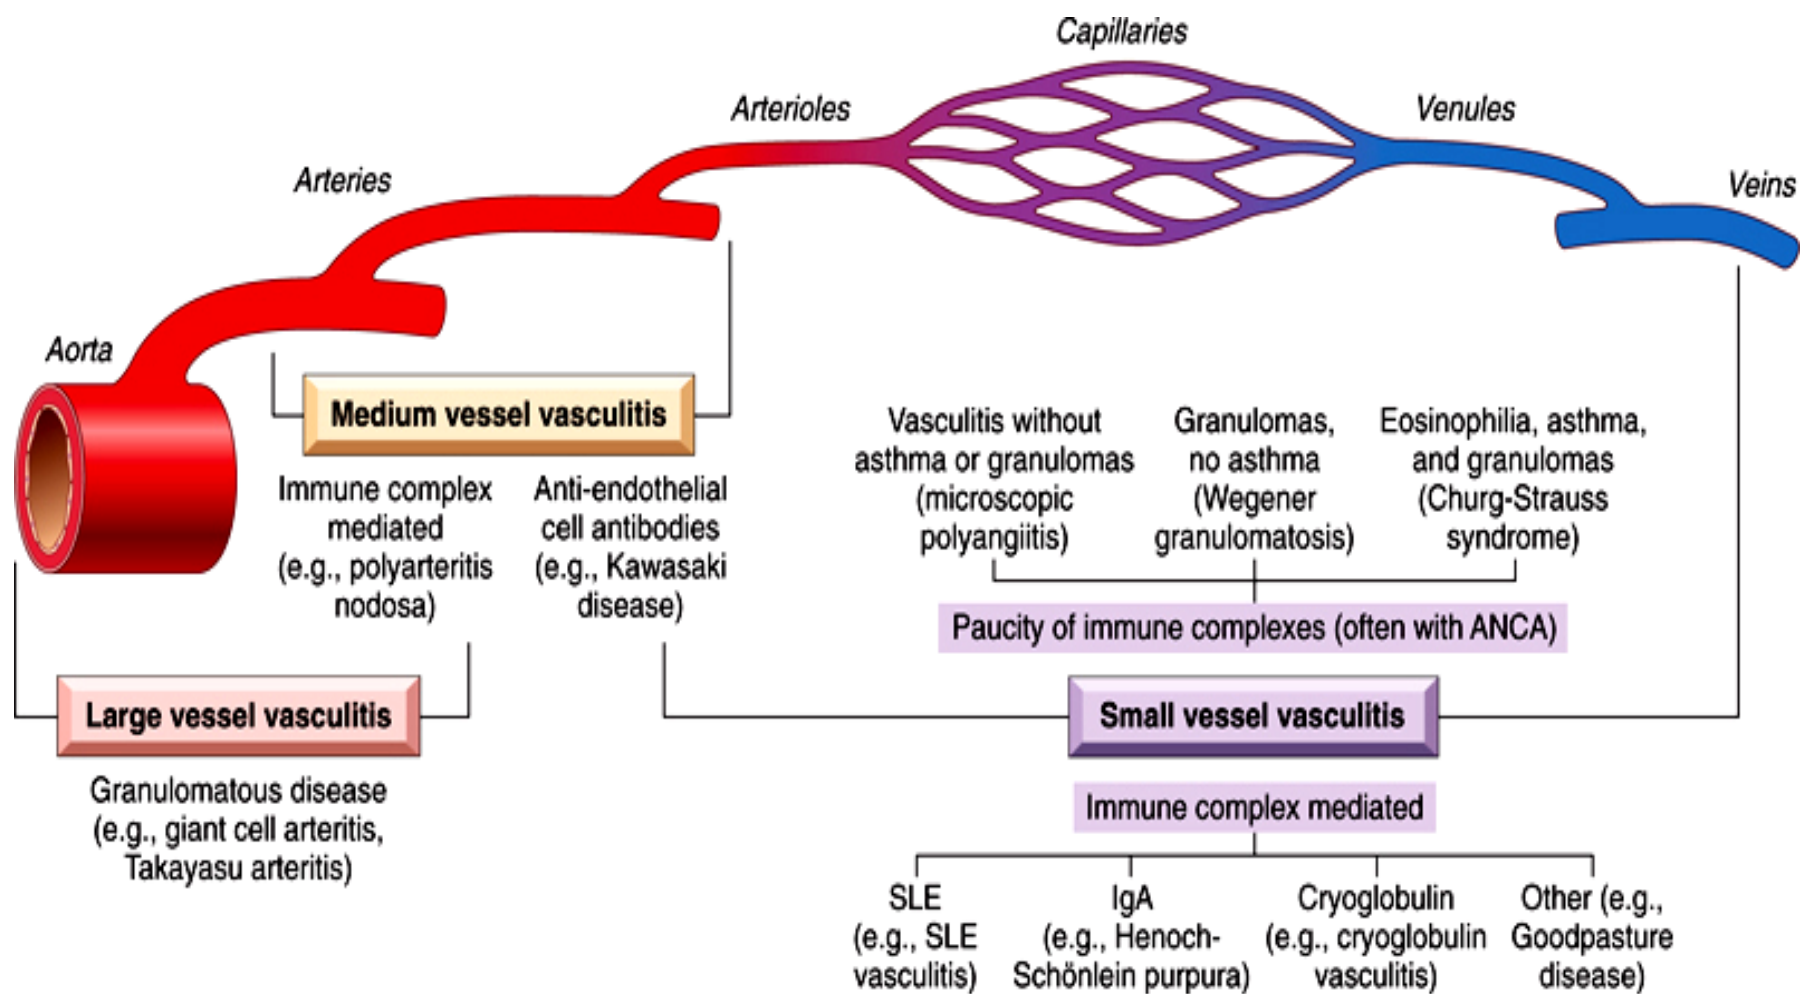 Capillaries
Arterioles
Venules
Arteries
Veins
Aorta
Medium vessel vasculitis
Immune complex
mediated
(e.g., polyarteritis
nodosa)
Anti-endothelial
cell antibodies
(e.g., Kawasaki
disease)
Vasculitis without
asthma or granulomas
(microscopic
polyangiitis)
Granulomas,
no asthma
(Wegener
granulomatosis)
Eosinophilia, asthma,
and granulomas
(Churg-Strauss
syndrome)
Paucity of immune complexes (often with ANCA)
Large vessel vasculitis
Granulomatous disease
(e.g., giant cell arteritis,
Takayasu arteritis)
Small vessel vasculitis
Immune complex mediated
SLE
(e.g., SLE
vasculitis)
IgA
(e.g., Henoch-
Schönlein purpura)
Cryoglobulin
(e.g., cryoglobulin
vasculitis)
Other (e.g.,
Goodpasture
disease)